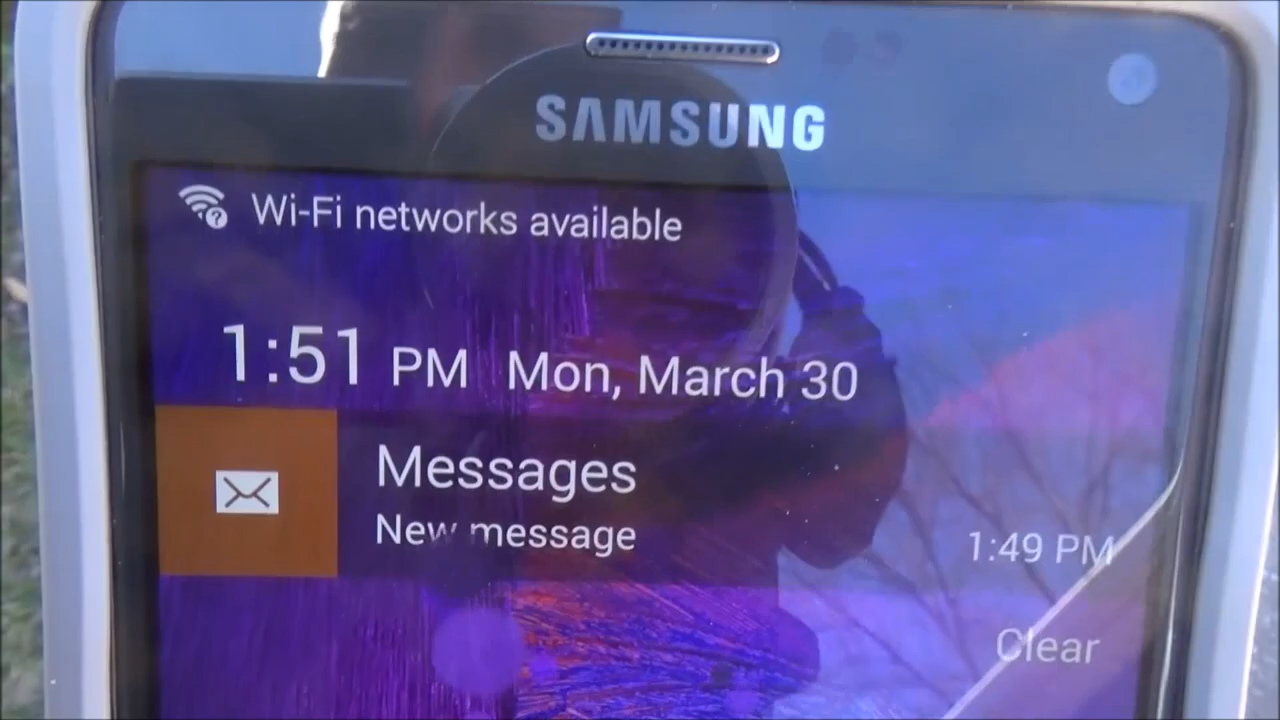 SAMSUNG
Wi-Fi networks available
1:51 PM Mon, March 30
Messages
New message
1:49 PM
Clear